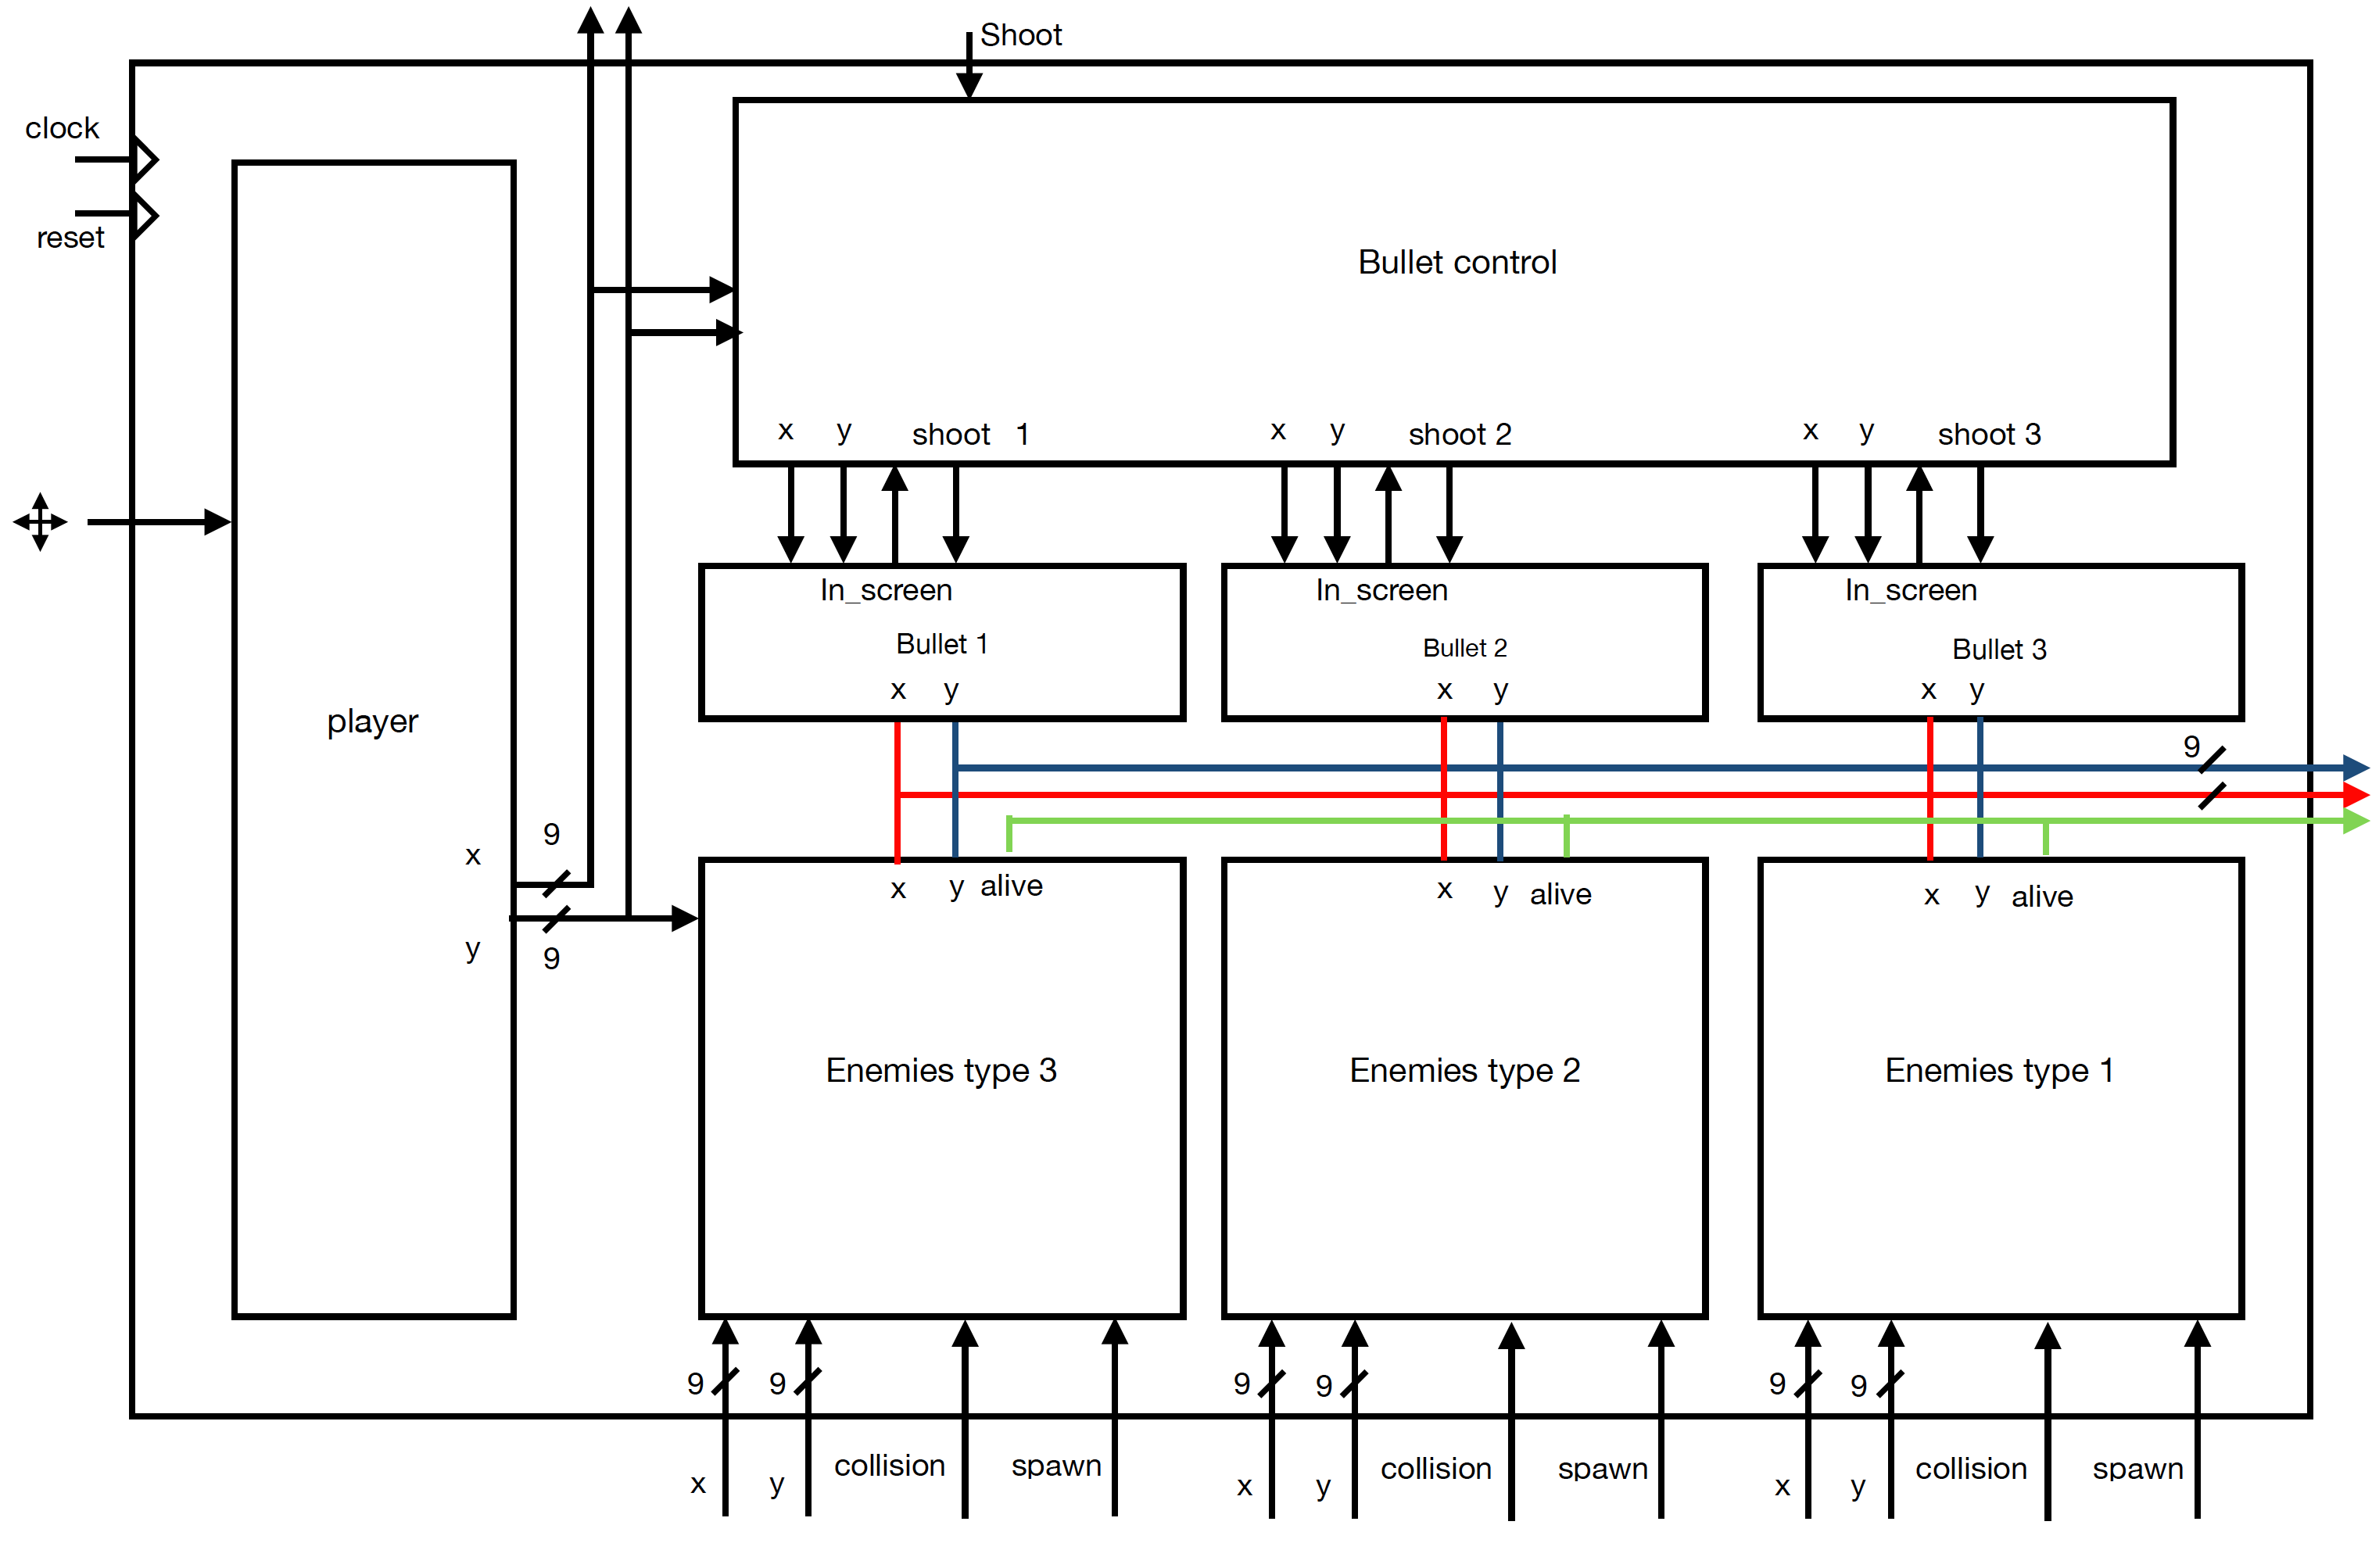 Shoot
clock
reset
Bullet control
x y shoot 1 x y shoot 2 x y shoot 3
In_screen In_screen In_screen
Bullet 1 Bullet 2 Bullet 3
x y x y x y
player
9
9
x
x y alive x y alive x y alive
y
9
Enemies type 3 Enemies type 2 Enemies type 1
9 9 9 9 9 9
x y collision spawn x y collision spawn x y collision spawn